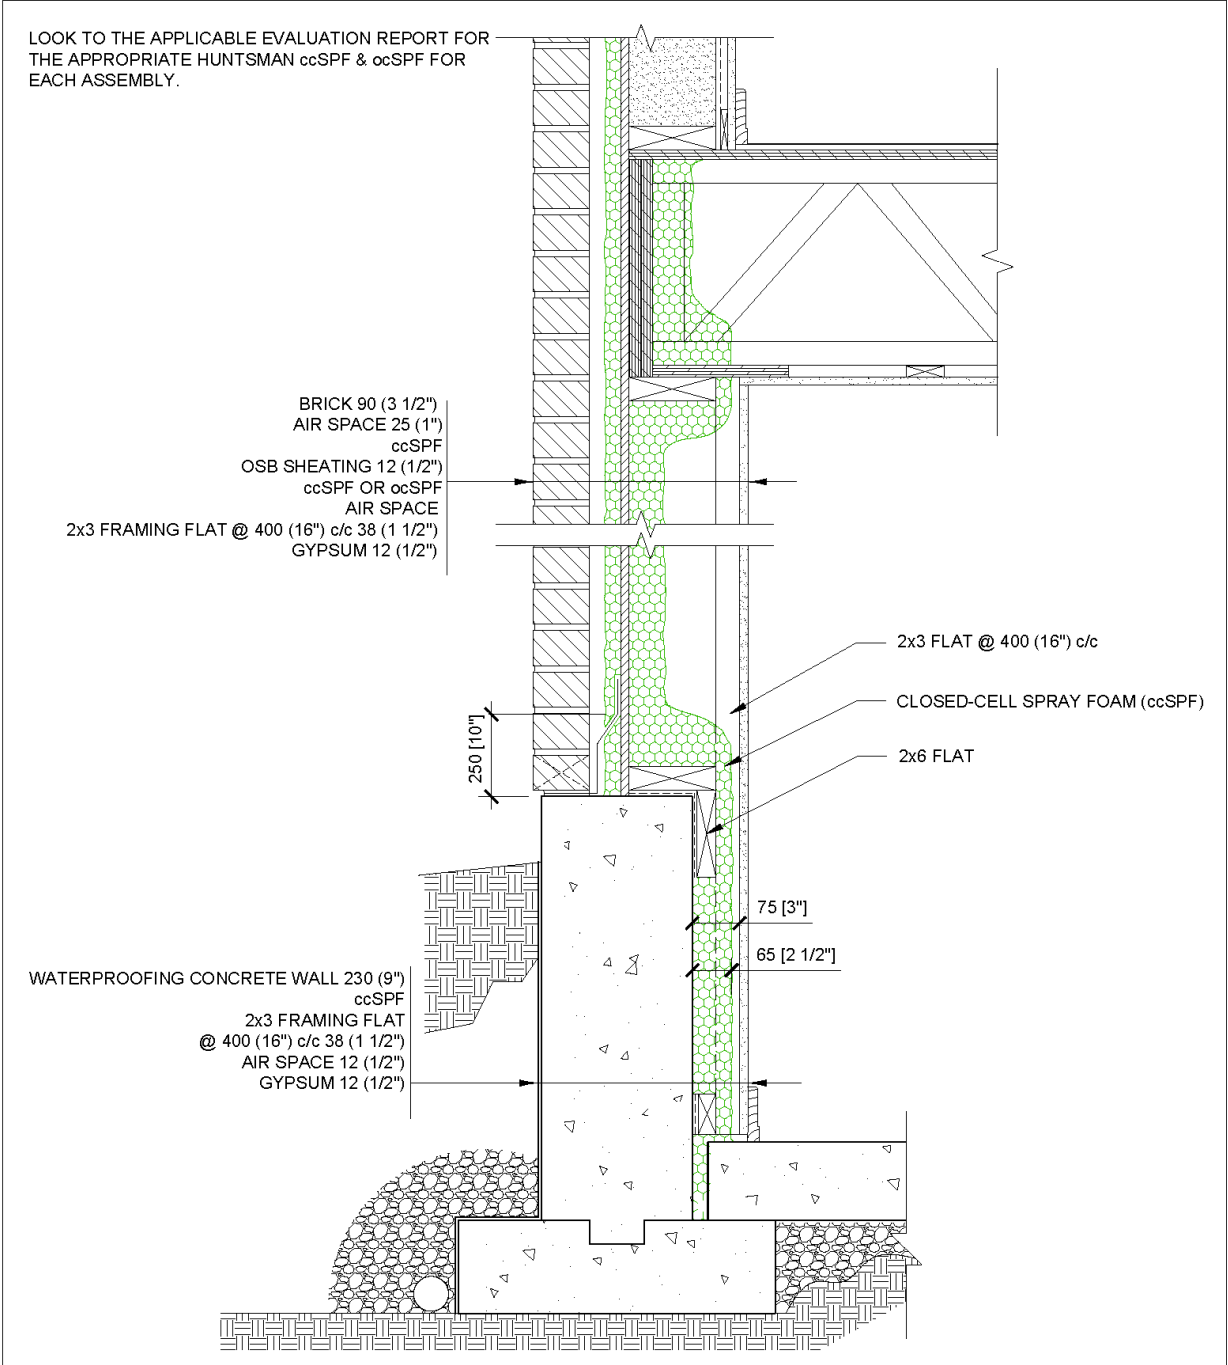 LOOK TO THE APPLICABLE EVALUATION REPORT FOR
THE APPROPRIATE HUNTSMAN ccSPF & ocSPF FOR
EACH ASSEMBLY.
BRICK 90 (3 1/2")
AIR SPACE 25 (1")
ccSPF
OSB SHEATING 12 (1/2")
ccSPF OR ocSPF
AIR SPACE
2x3 FRAMING FLAT @ 400 (16") c/c 38 (1 1/2")
GYPSUM 12 (1/2")
2x3 FLAT @ 400 (16") c/c
CLOSED-CELL SPRAY FOAM (ccSPF)
2x6 FLAT
250 [10"]
75 [3"]
65 [2 1/2"]
WATERPROOFING CONCRETE WALL 230 (9")
ccSPF
2x3 FRAMING FLAT
@ 400 (16") c/c 38 (1 1/2")
AIR SPACE 12 (1/2")
GYPSUM 12 (1/2")